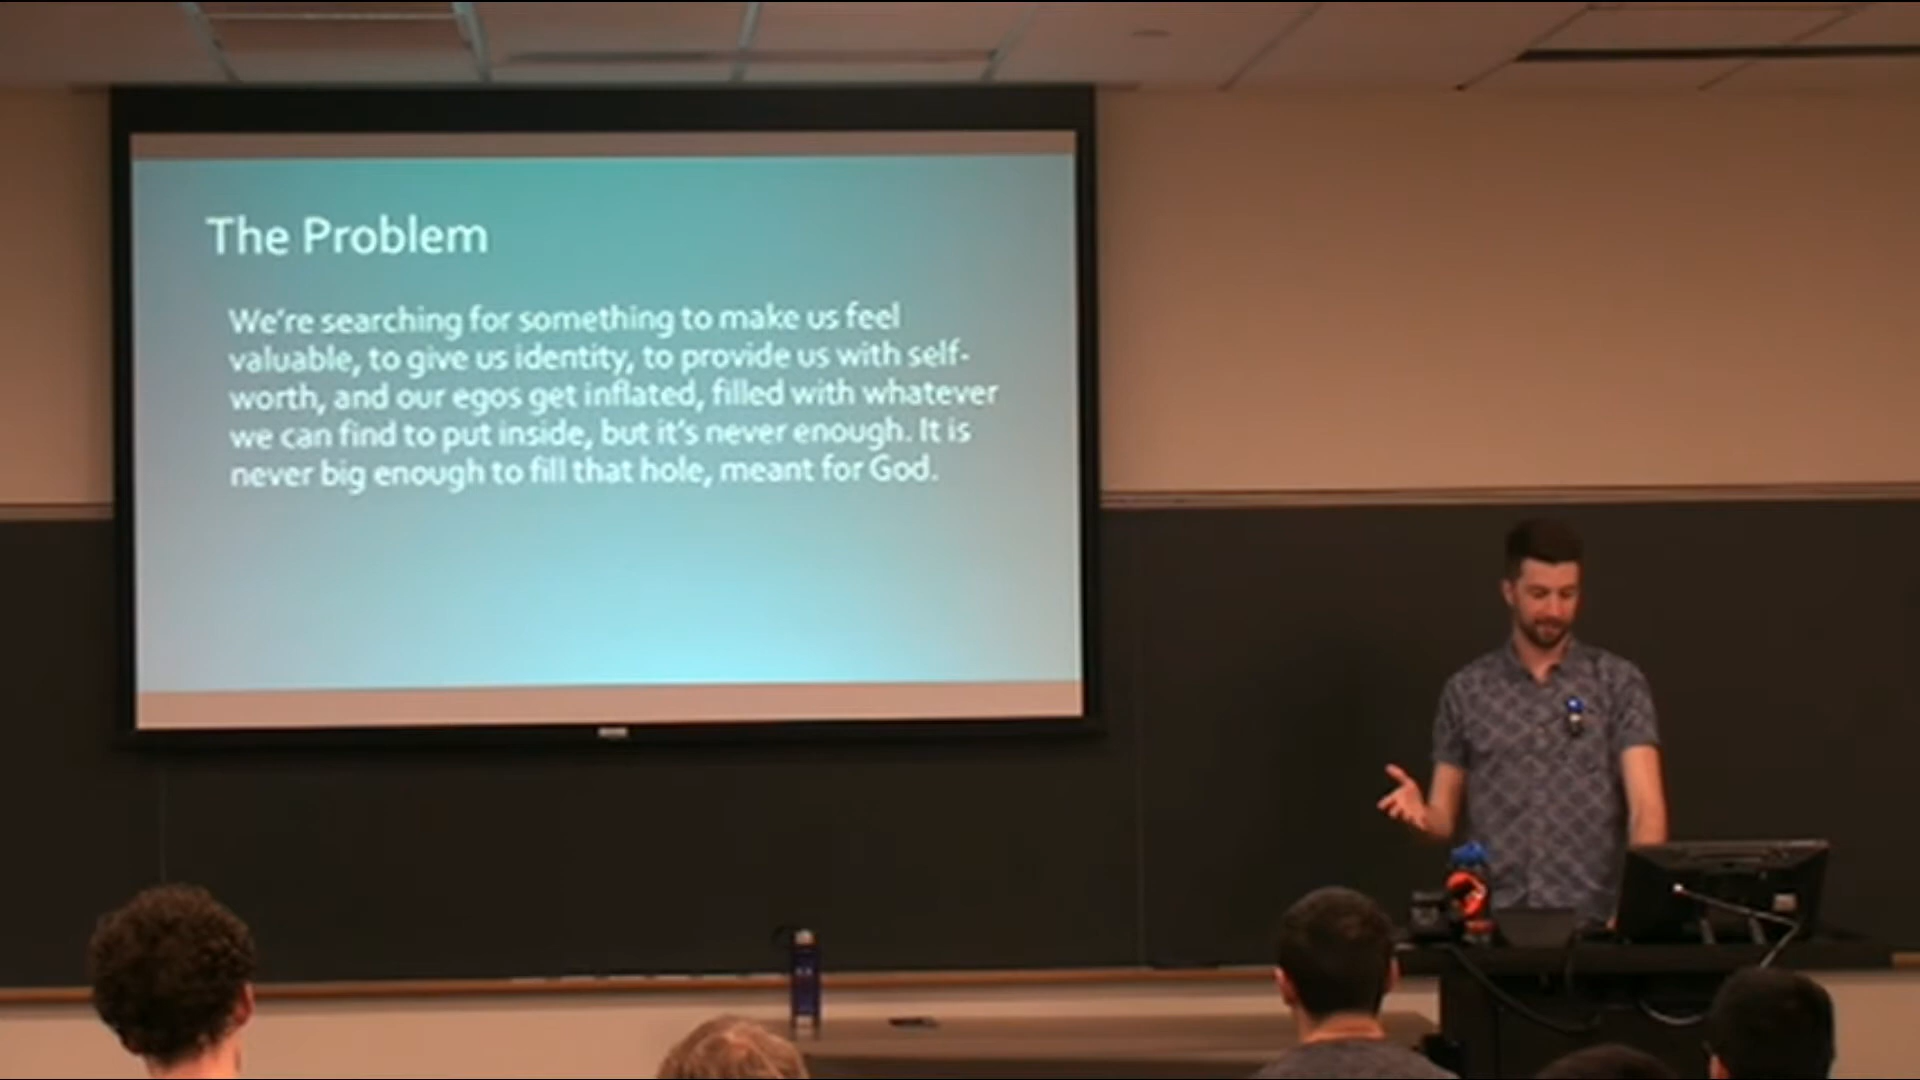 The Problem
We're searching for something to make us feel
valuable, to give us identity, to provide us with self-
worth, and our egos get inflated, filled with whatever
we can find to put inside, but it's never enough. It is
never big enough to fill that hole, meant for God.